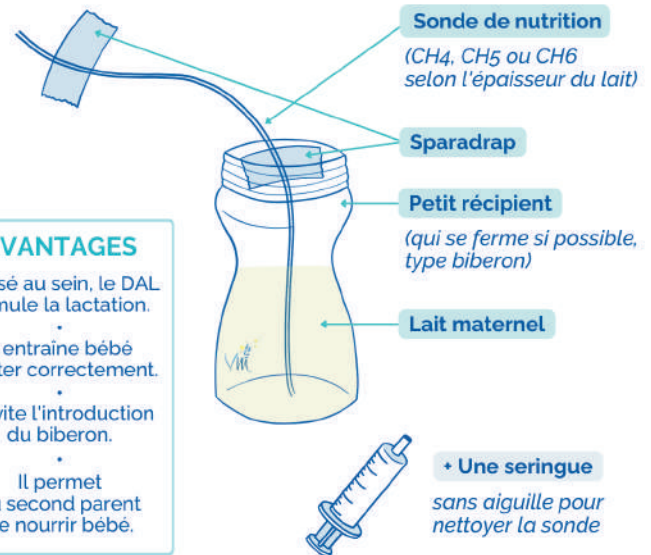 Sonde de nutrition
(CH4, CH5 ou CH6
selon l'épaisseur du lait)
Sparadrap
Petit récipient
(qui se ferme si possible,
type biberon)
Lait maternel
+ Une seringue
sans aiguille pour
nettoyer la sonde
VANTAGES
sé au sein, le DAL
mule la lactation.
•
entraîne bébé
ter correctement.
•
vite l'introduction
du biberon.
•
Il permet
second parent
e nourrir bébé.